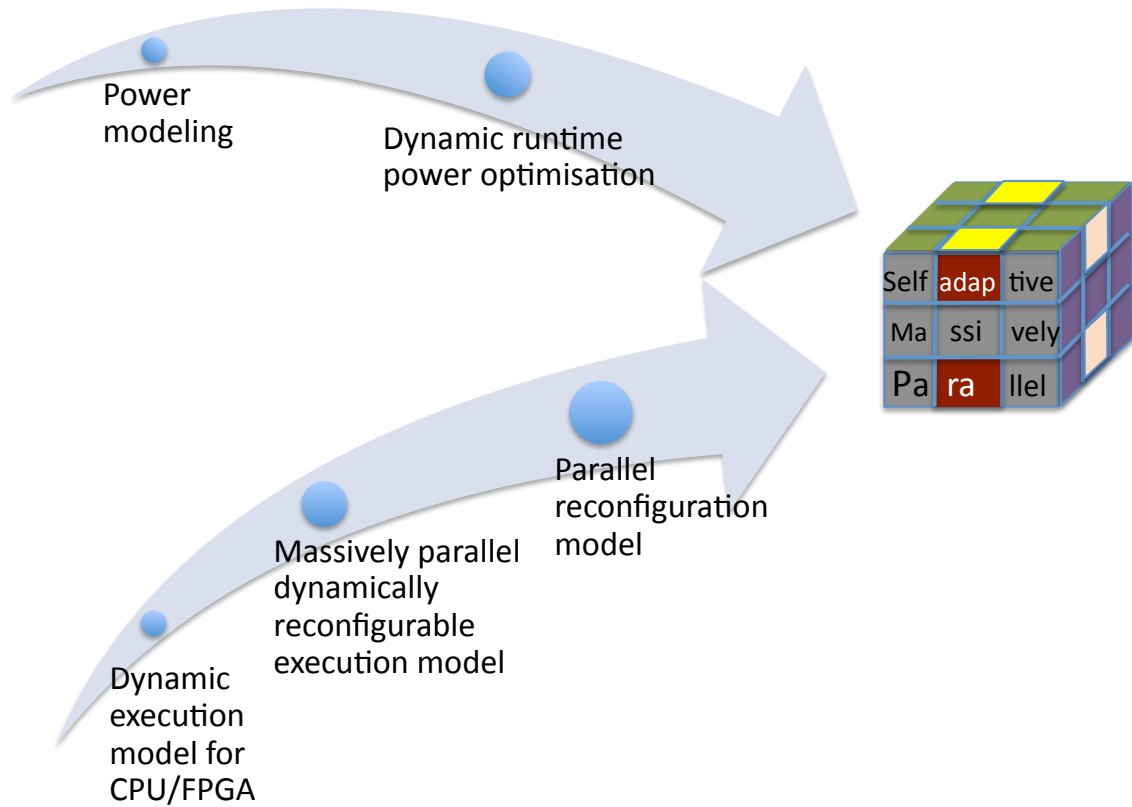 Power
modeling
Dynamic runtime
power optimisation
Self adap tive
Ma ssi vely
Pa ra llel
Parallel
reconfiguration
model
Massively parallel
dynamically
reconfigurable
execution model
Dynamic
execution
model for
CPU/FPGA